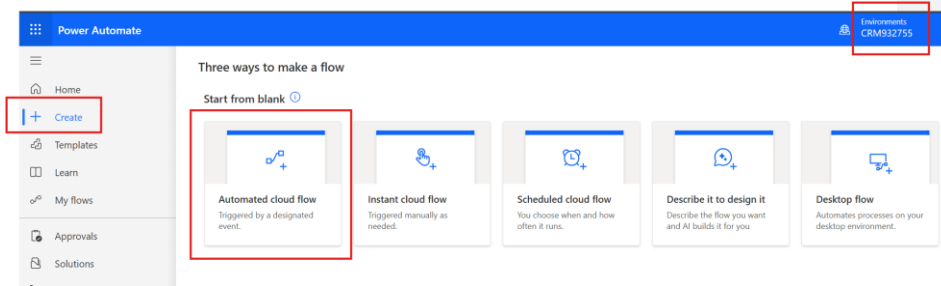 Power Automate
Environments
CRM932755
Three ways to make a flow
Home
Start from blank
Create
Templates
Learn
My flows
Approvals
Solutions
Automated cloud flow
Triggered by a designated
event.
Instant cloud flow
Triggered manually as
needed.
Scheduled cloud flow
You choose when and how
often it runs.
Describe it to design it
Describe the flow you want
and AI builds it for you
Desktop flow
Automates processes on your
desktop environment.